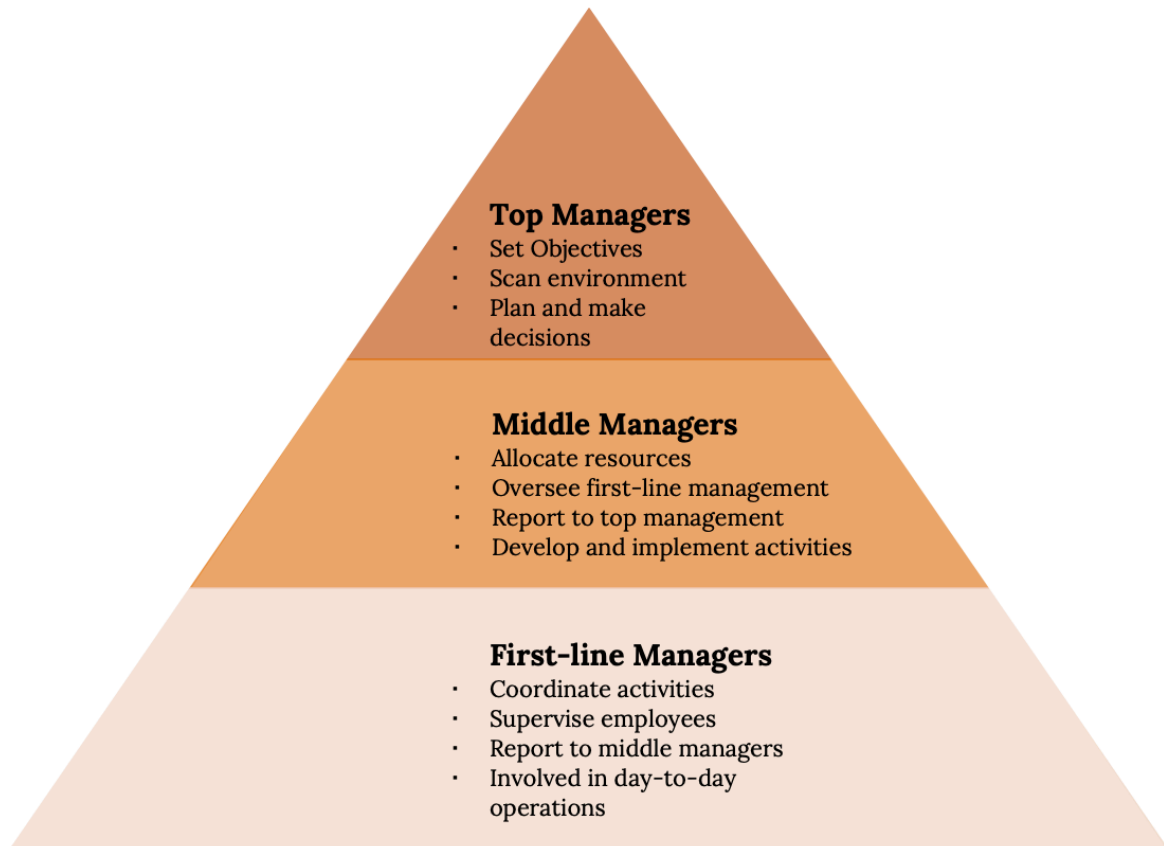 Top Managers
· Set Objectives
· Scan environment
· Plan and make
decisions
Middle Managers
· Allocate resources
· Oversee first-line management
· Report to top management
· Develop and implement activities
First-line Managers
· Coordinate activities
· Supervise employees
· Report to middle managers
· Involved in day-to-day
operations